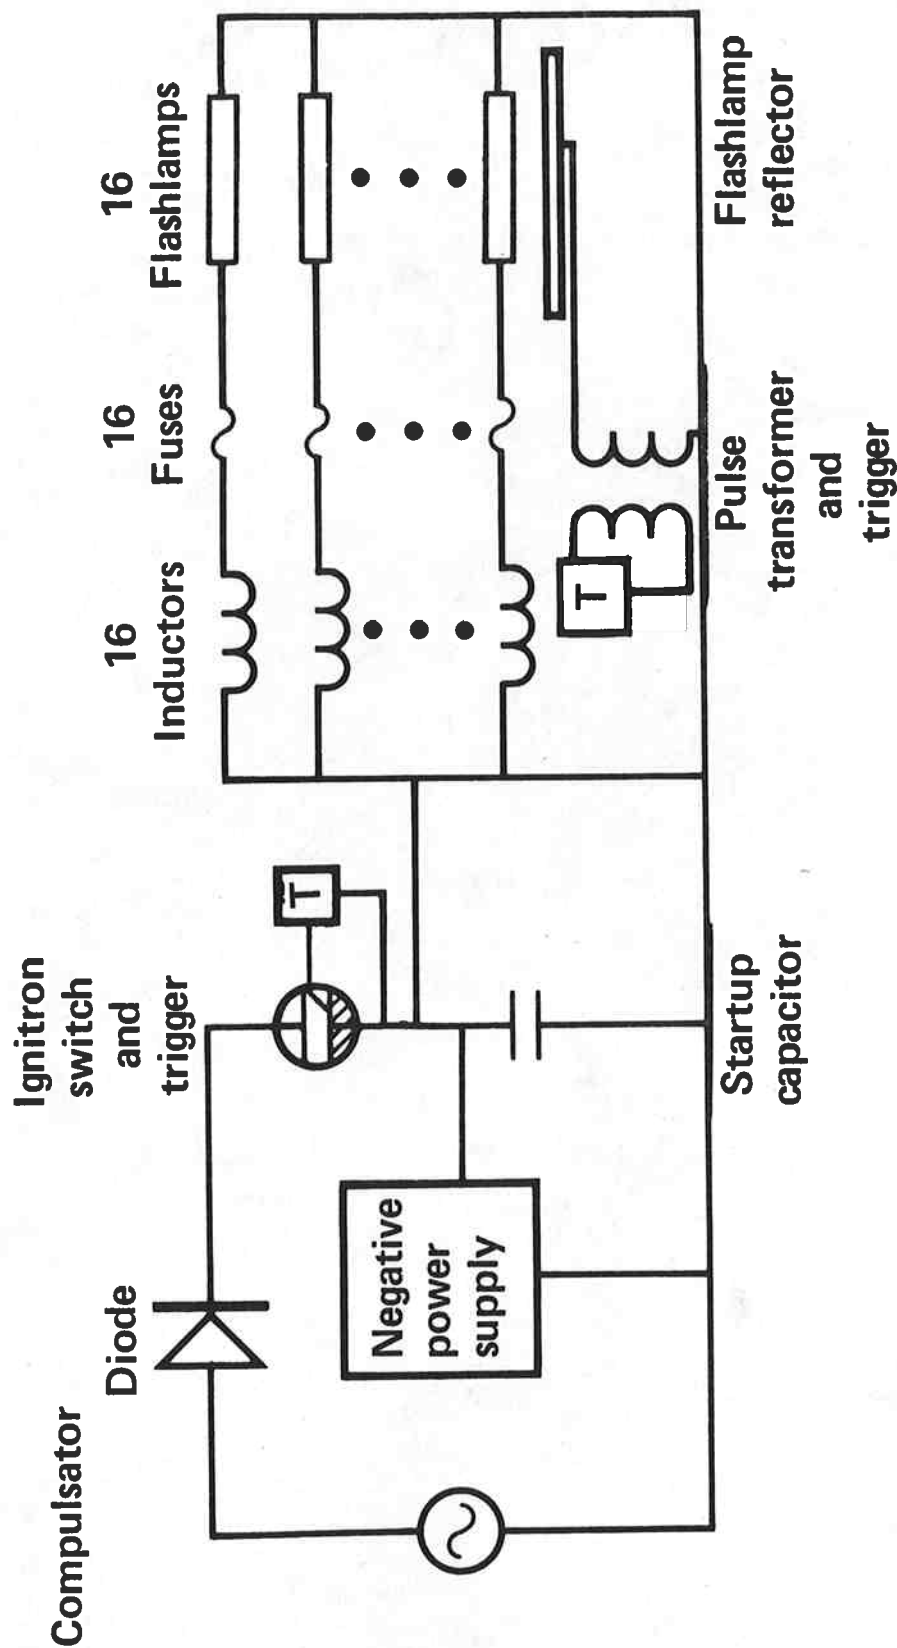 Compulsator
Diode
Ignitron
switch
and
trigger
T
16
Inductors
16
Fuses
16
Flashlamps
Negative
power
supply
T
Startup
capacitor
Pulse
transformer
and
trigger
Flashlamp
reflector